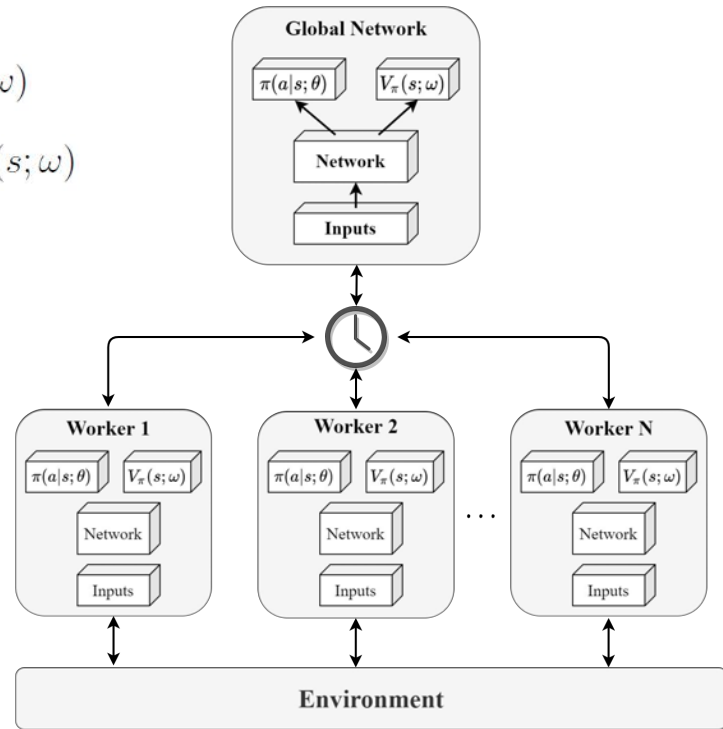 Global Network
π(a|s;θ) V_π(s;ω)
ω)
Network
(s;ω)
Inputs
Worker 1 Worker 2 Worker N
π(a|s;θ) V_π(s;ω) π(a|s;θ) V_π(s;ω) π(a|s;θ) V_π(s;ω)
...
Network Network Network
Inputs Inputs Inputs
Environment